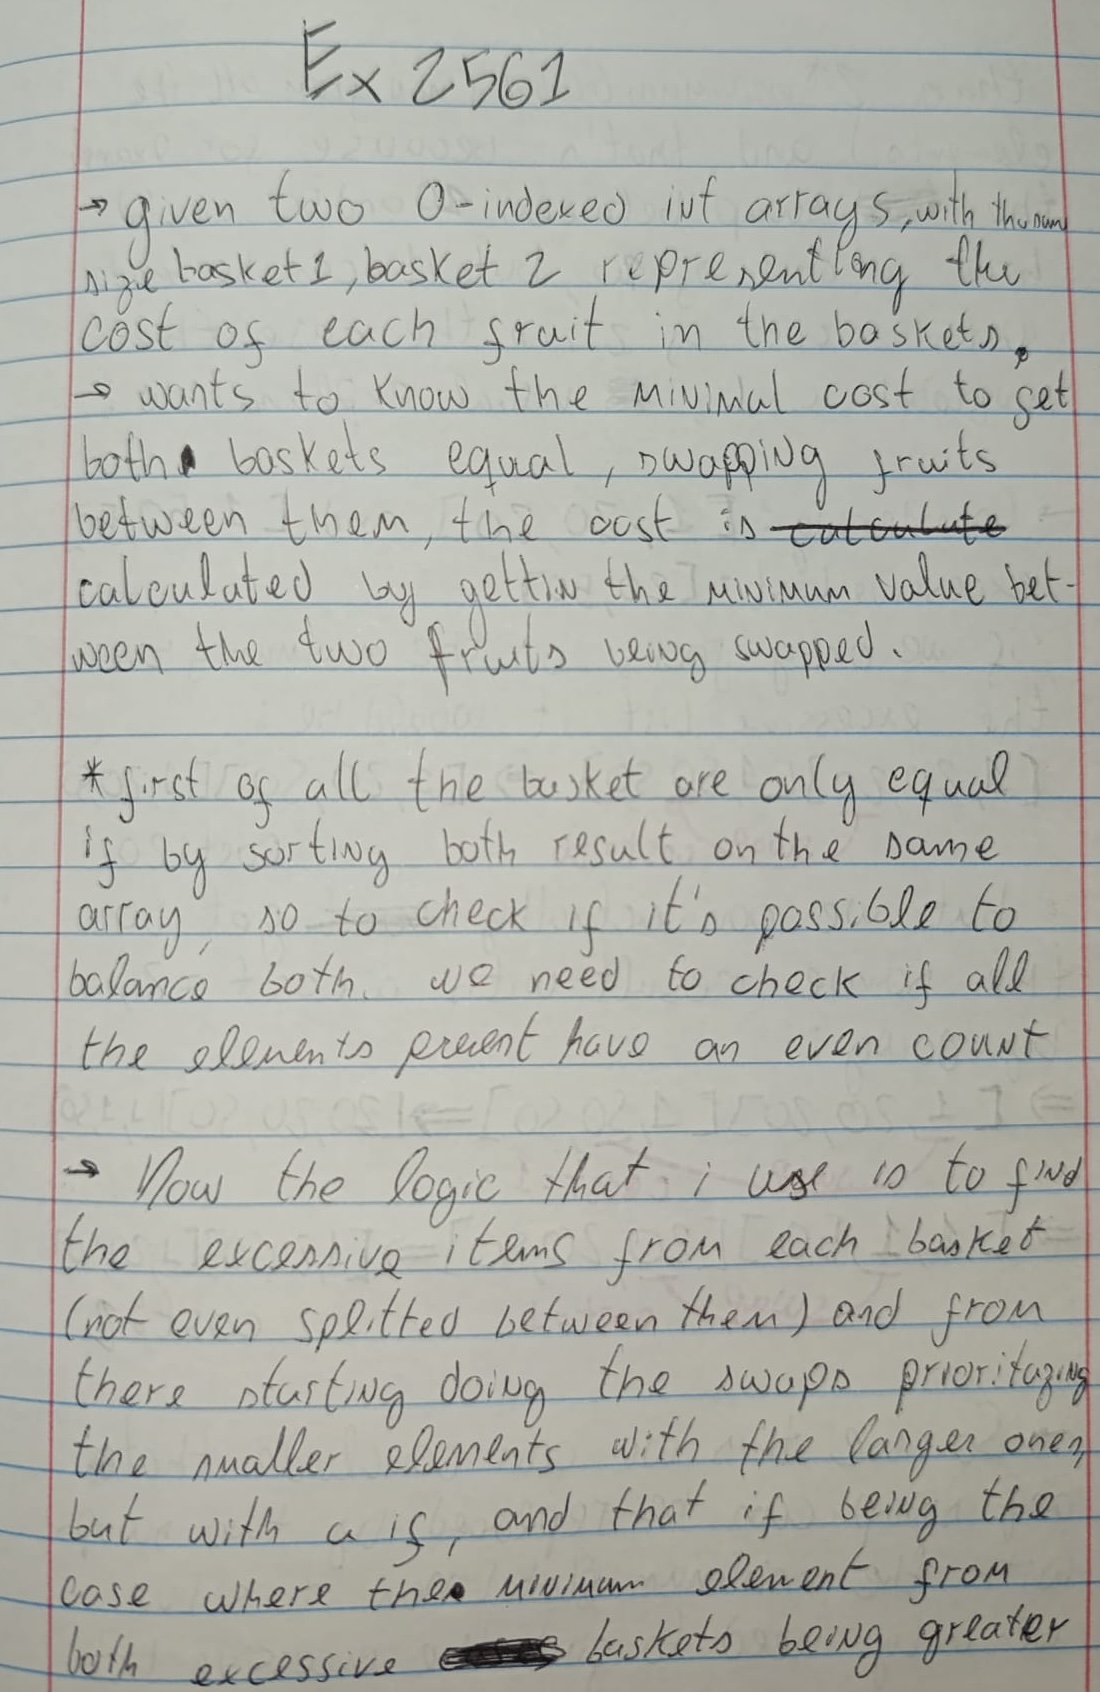 Ex 2561
→ given two 0-indexed int arrays, with the same
size basket1, basket 2 representing the
cost of each fruit in the baskets.
→ wants to know the minimal cost to get
both baskets equal, swapping fruits
between them, the cost is calculate
calculated by gettin the minimum value bet-
ween the two fruits being swapped.
* first of all the basket are only equal
if by sorting both result on the same
array, so to check if it's possible to
balance both. we need to check if all
the elements present have an even count
→ Now the logic that i use is to find
the excessive items from each basket
(not even splitted between them) and from
there starting doing the swaps prioritazing
the smaller elements with the larger ones,
but with a if, and that if being the
case where the minimum element from
both excessive baskets being greater